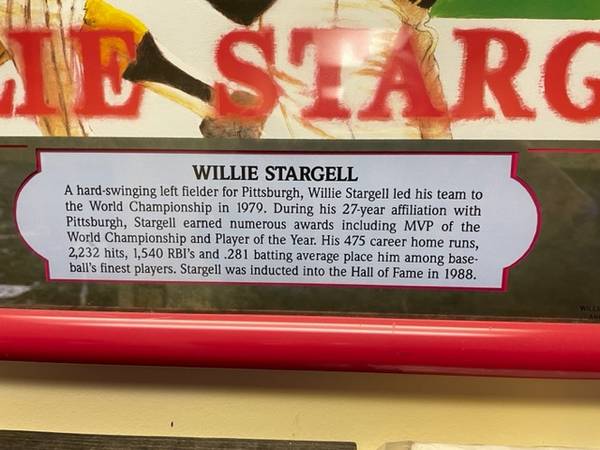 LIE STARG
WILLIE STARGELL
A hard-swinging left fielder for Pittsburgh, Willie Stargell led his team to
the World Championship in 1979. During his 27-year affiliation with
Pittsburgh, Stargell earned numerous awards including MVP of the
World Championship and Player of the Year. His 475 career home runs,
2,232 hits, 1,540 RBI's and .281 batting average place him among base-
ball's finest players. Stargell was inducted into the Hall of Fame in 1988.